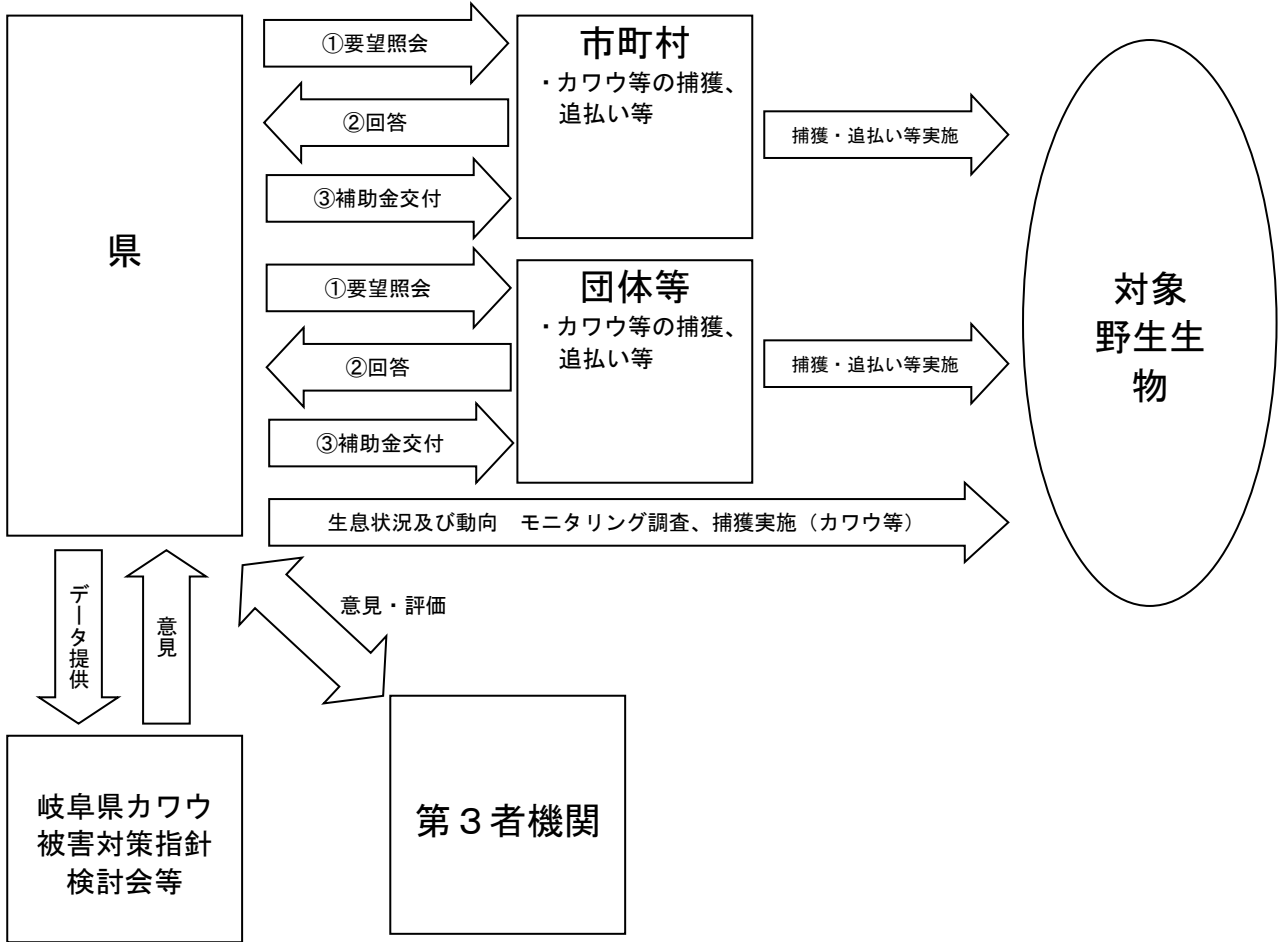 県
①要望照会
②回答
③補助金交付
市町村
・カワウ等の捕獲、
追払い等
捕獲・追払い等実施
①要望照会
②回答
③補助金交付
団体等
・カワウ等の捕獲、
追払い等
捕獲・追払い等実施
対象
野生生
物
生息状況及び動向　モニタリング調査、捕獲実施（カワウ等）
データ提供
意見
意見・評価
岐阜県カワウ
被害対策指針
検討会等
第３者機関